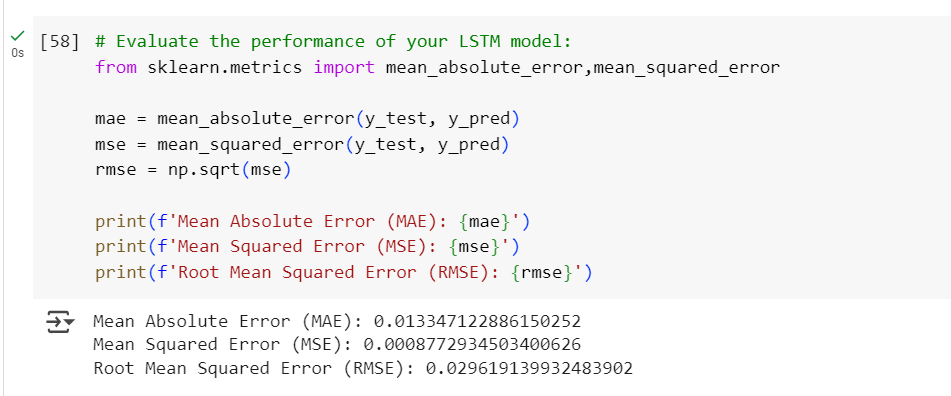 [58] # Evaluate the performance of your LSTM model:
0s
from sklearn.metrics import mean_absolute_error,mean_squared_error
mae = mean_absolute_error(y_test, y_pred)
mse = mean_squared_error(y_test, y_pred)
rmse = np.sqrt(mse)
print(f'Mean Absolute Error (MAE): {mae}')
print(f'Mean Squared Error (MSE): {mse}')
print(f'Root Mean Squared Error (RMSE): {rmse}')
Mean Absolute Error (MAE): 0.013347122886150252
Mean Squared Error (MSE): 0.0008772934503400626
Root Mean Squared Error (RMSE): 0.029619139932483902